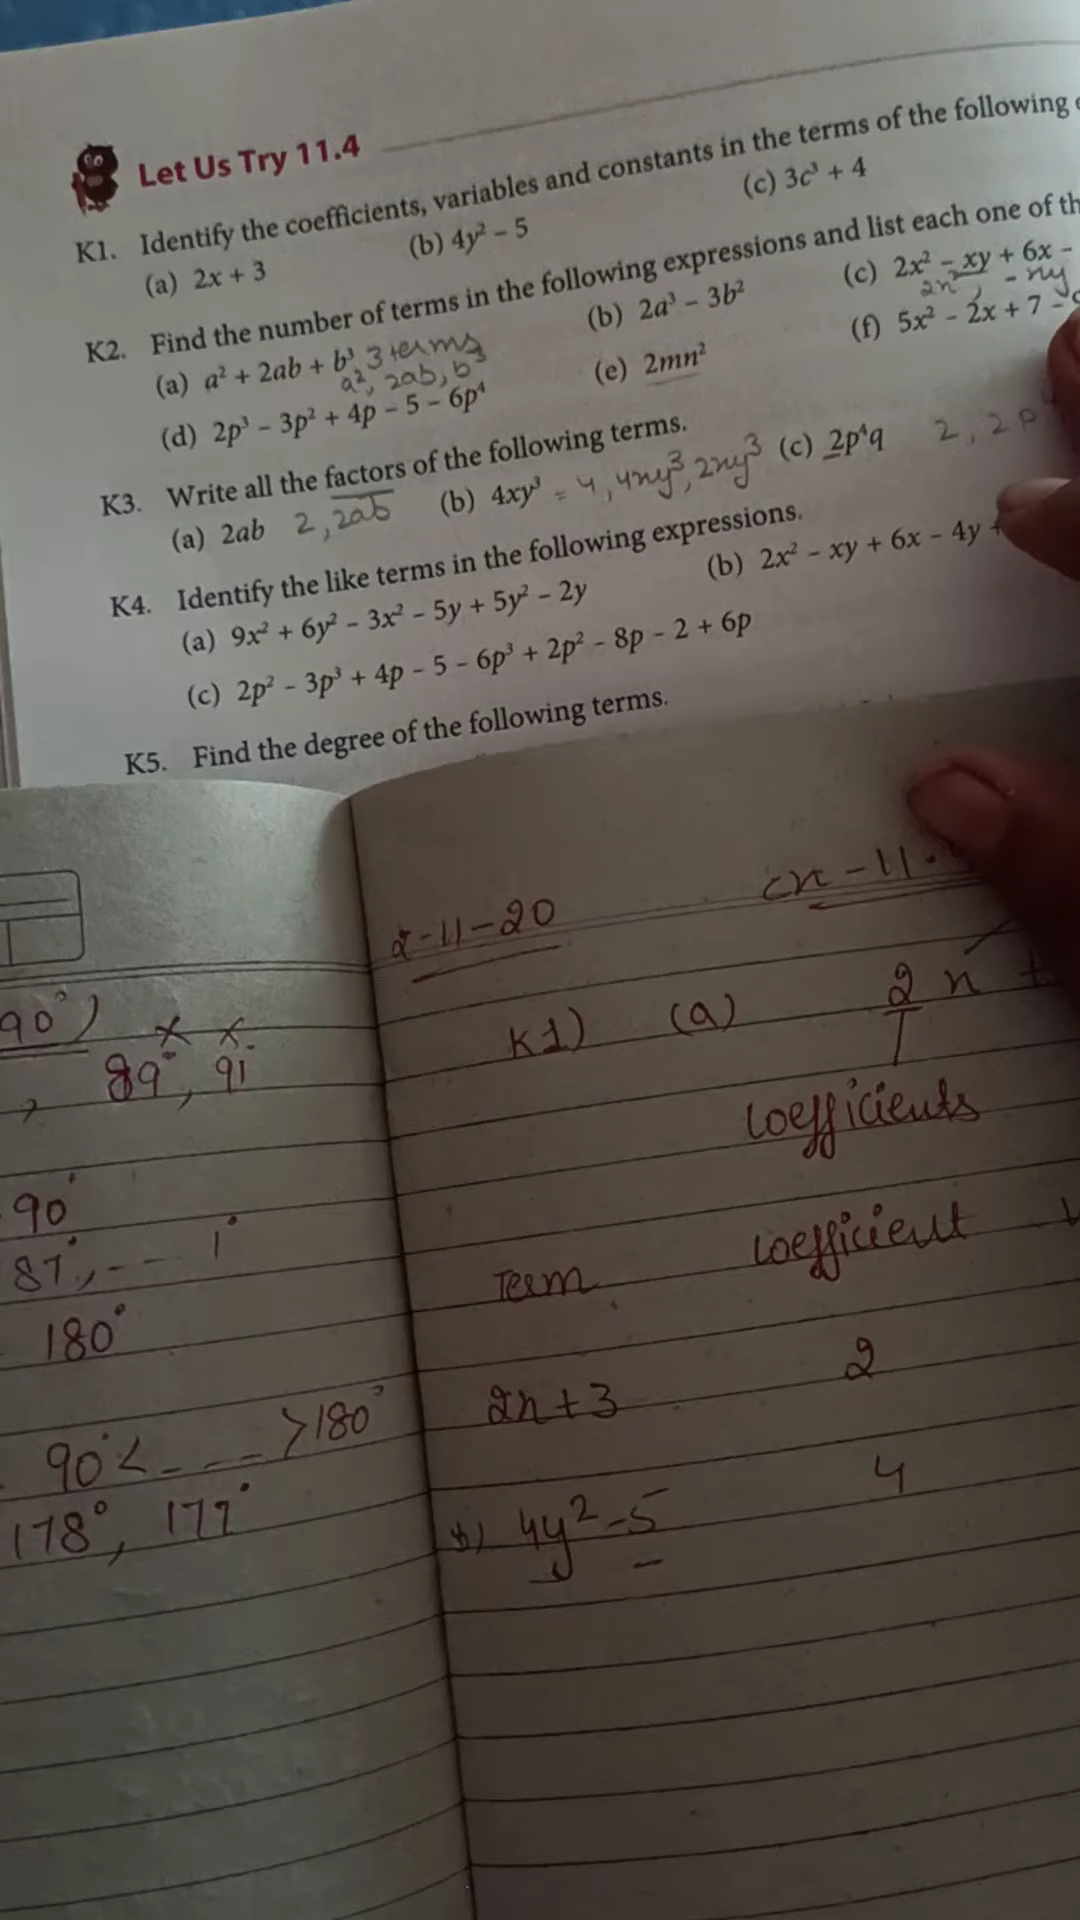 Let Us Try 11.4
K1. Identify the coefficients, variables and constants in the terms of the following
(a) 2x + 3 (b) 4y² – 5 (c) 3c³ + 4
K2. Find the number of terms in the following expressions and list each one of th
(a) a² + 2ab + b³ 3 terms (b) 2a³ – 3b² (c) 2x² – xy + 6x –
a², 2ab, b³
(d) 2p³ – 3p² + 4p – 5 – 6p⁴ (e) 2mn² (f) 5x² – 2x + 7 –
K3. Write all the factors of the following terms.
(a) 2ab 2, 2ab (b) 4xy³ = 4, 4xy³, 2xy³ (c) 2p⁴q 2, 2p
K4. Identify the like terms in the following expressions.
(a) 9x² + 6y² – 3x² – 5y + 5y² – 2y (b) 2x² – xy + 6x – 4y +
(c) 2p² – 3p³ + 4p – 5 – 6p³ + 2p² – 8p – 2 + 6p
K5. Find the degree of the following terms.
90°)
89°, 91
90°
87°, -- 1°
180°
90°< --- >180°
178°, 177°
2-11-20
Ex-11.
K1) (a) 2x +
Coefficients
Term Coefficient
2x+3 2
b) 4y²-5 4